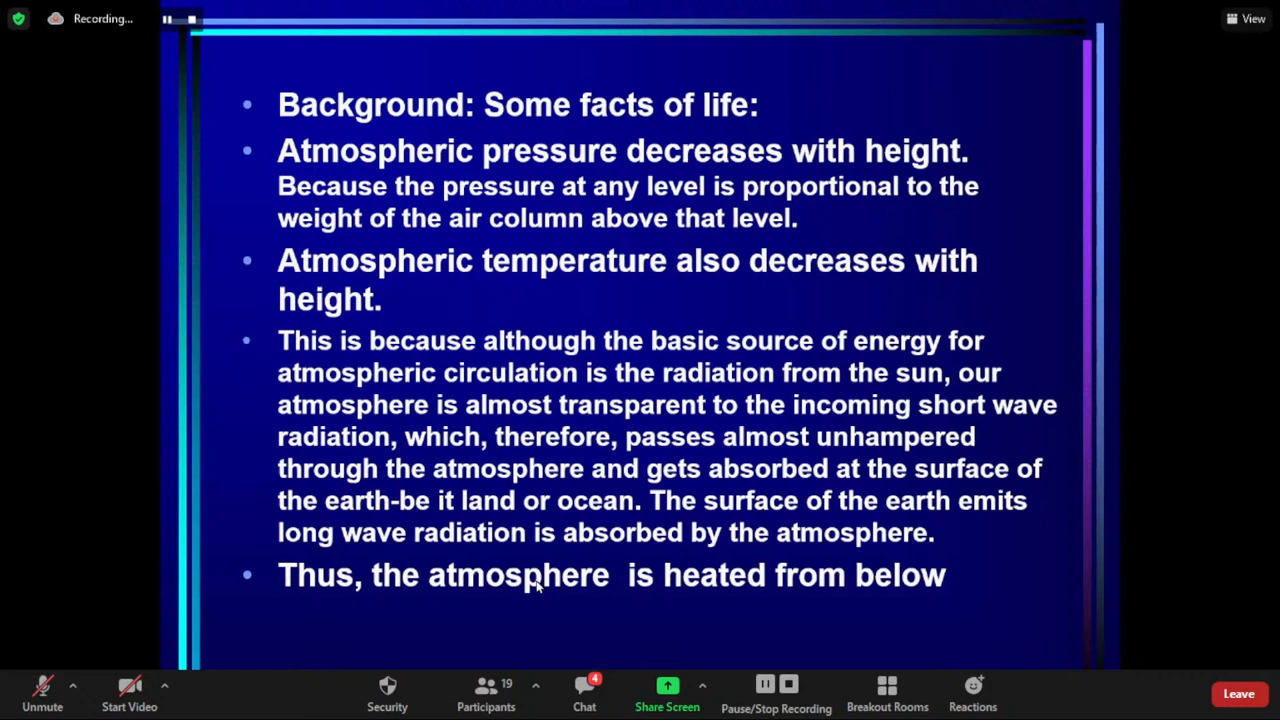 Recording...
View
Background: Some facts of life:
Atmospheric pressure decreases with height.
Because the pressure at any level is proportional to the
weight of the air column above that level.
Atmospheric temperature also decreases with
height.
This is because although the basic source of energy for
atmospheric circulation is the radiation from the sun, our
atmosphere is almost transparent to the incoming short wave
radiation, which, therefore, passes almost unhampered
through the atmosphere and gets absorbed at the surface of
the earth-be it land or ocean. The surface of the earth emits
long wave radiation is absorbed by the atmosphere.
Thus, the atmosphere is heated from below
Unmute
Start Video
Security
19
Participants
4
Chat
Share Screen
Pause/Stop Recording
Breakout Rooms
Reactions
Leave